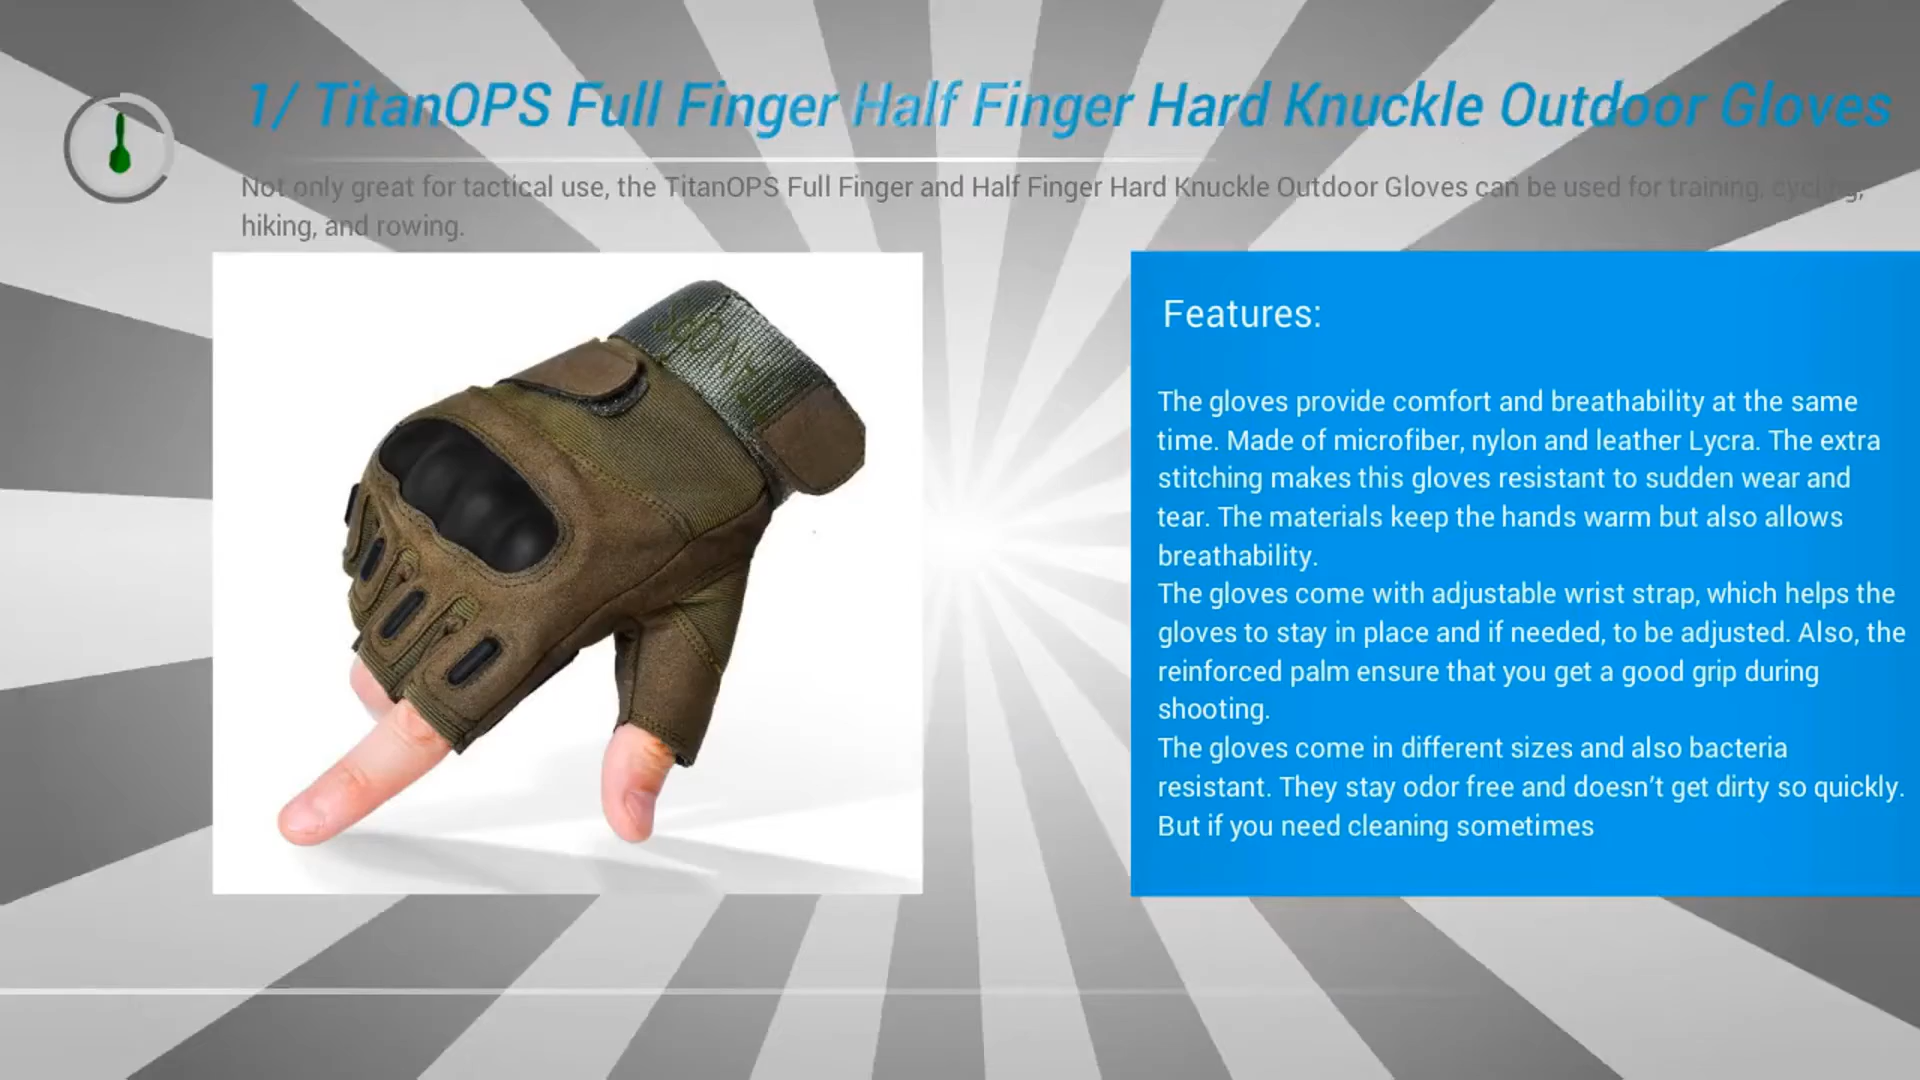 1/ TitanOPS Full Finger Half Finger Hard Knuckle Outdoor Gloves
Not only great for tactical use, the TitanOPS Full Finger and Half Finger Hard Knuckle Outdoor Gloves can be used for training, cycling,
hiking, and rowing.
TITAN OPS
Features:
The gloves provide comfort and breathability at the same
time. Made of microfiber, nylon and leather Lycra. The extra
stitching makes this gloves resistant to sudden wear and
tear. The materials keep the hands warm but also allows
breathability.
The gloves come with adjustable wrist strap, which helps the
gloves to stay in place and if needed, to be adjusted. Also, the
reinforced palm ensure that you get a good grip during
shooting.
The gloves come in different sizes and also bacteria
resistant. They stay odor free and doesn’t get dirty so quickly.
But if you need cleaning sometimes